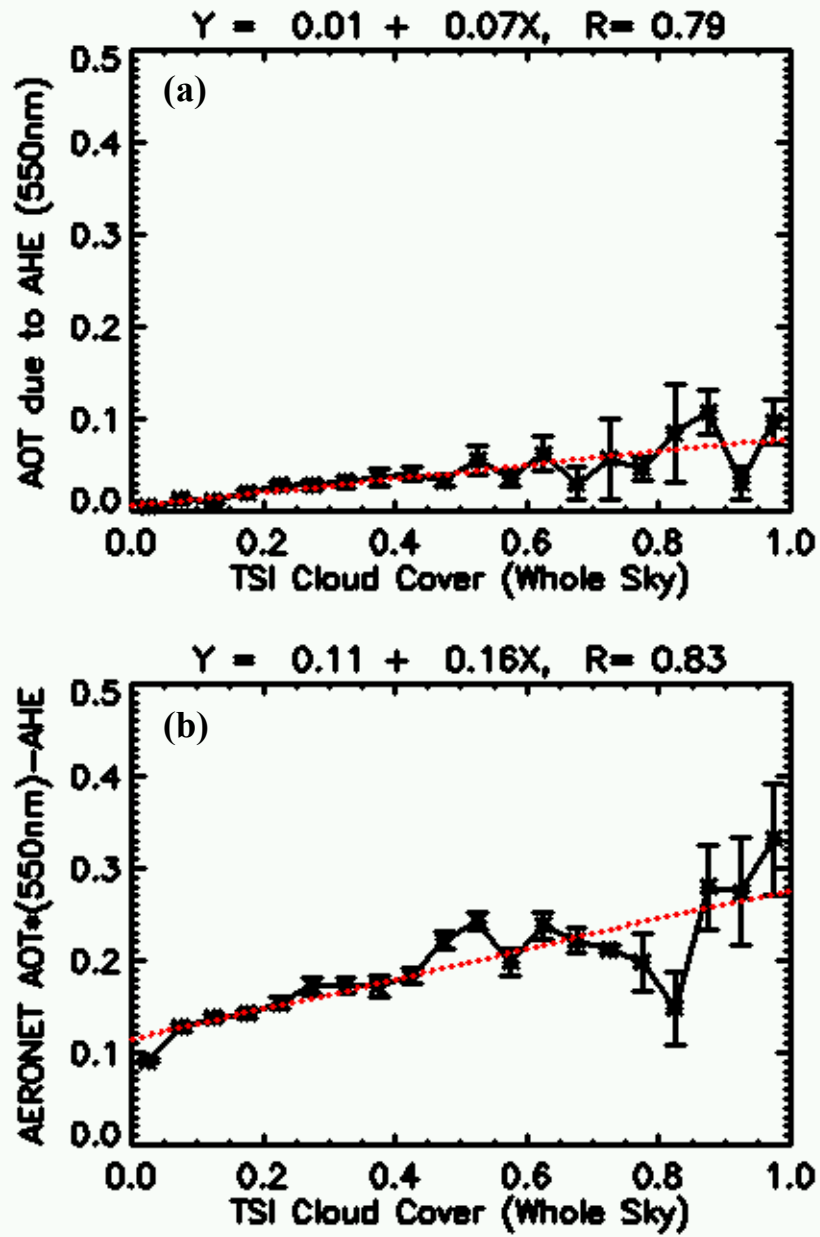 Y = 0.01 + 0.07X, R= 0.79
(a)
AOT due to AHE (550nm)
0.5
0.4
0.3
0.2
0.1
0.0
0.0 0.2 0.4 0.6 0.8 1.0
TSI Cloud Cover (Whole Sky)
Y = 0.11 + 0.16X, R= 0.83
(b)
AERONET AOT*(550nm)-AHE
0.5
0.4
0.3
0.2
0.1
0.0
0.0 0.2 0.4 0.6 0.8 1.0
TSI Cloud Cover (Whole Sky)